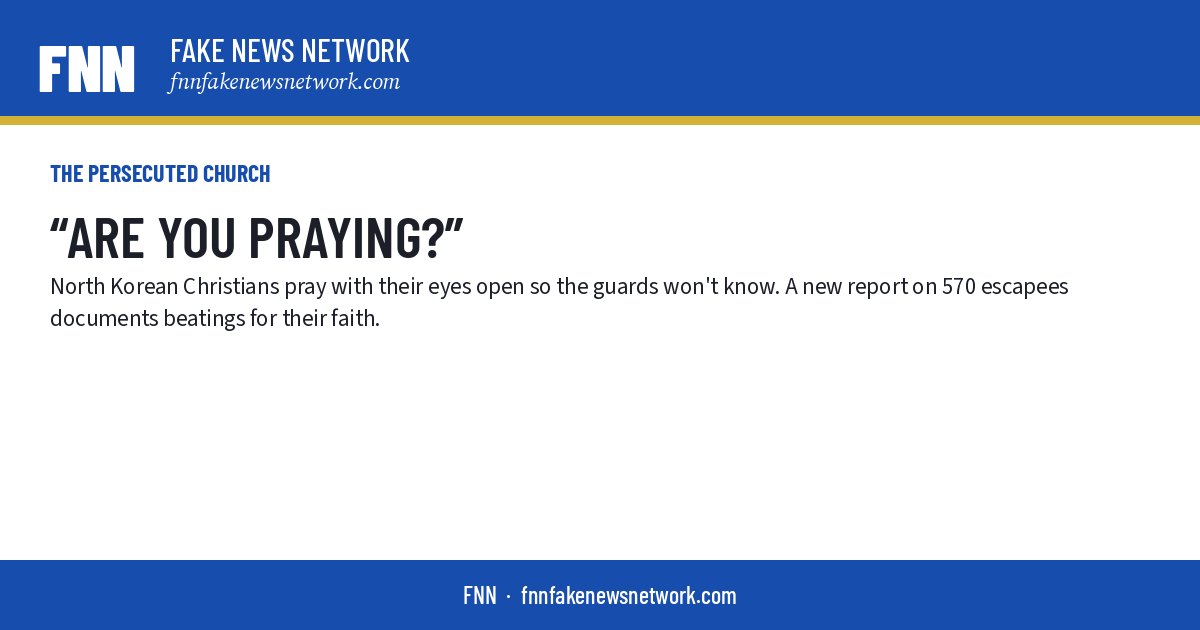 FNN
FAKE NEWS NETWORK
fnnfakenewsnetwork.com
THE PERSECUTED CHURCH
“ARE YOU PRAYING?”
North Korean Christians pray with their eyes open so the guards won't know. A new report on 570 escapees
documents beatings for their faith.
FNN · fnnfakenewsnetwork.com